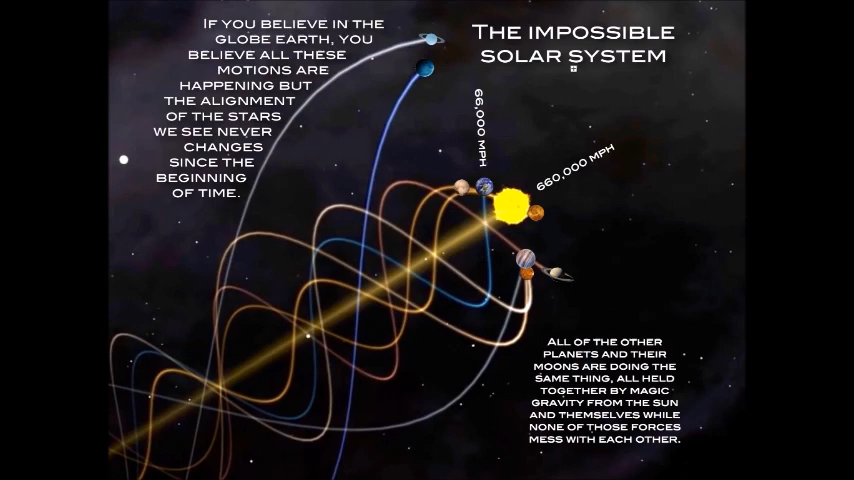 If you believe in the
globe earth, you
believe all these
motions are
happening but
the alignment
of the stars
we see never
changes
since the
beginning
of time.
The impossible
solar system
66,000 mph
660,000 mph
All of the other
planets and their
moons are doing the
same thing, all held
together by magic
gravity from the sun
and themselves while
none of those forces
mess with each other.